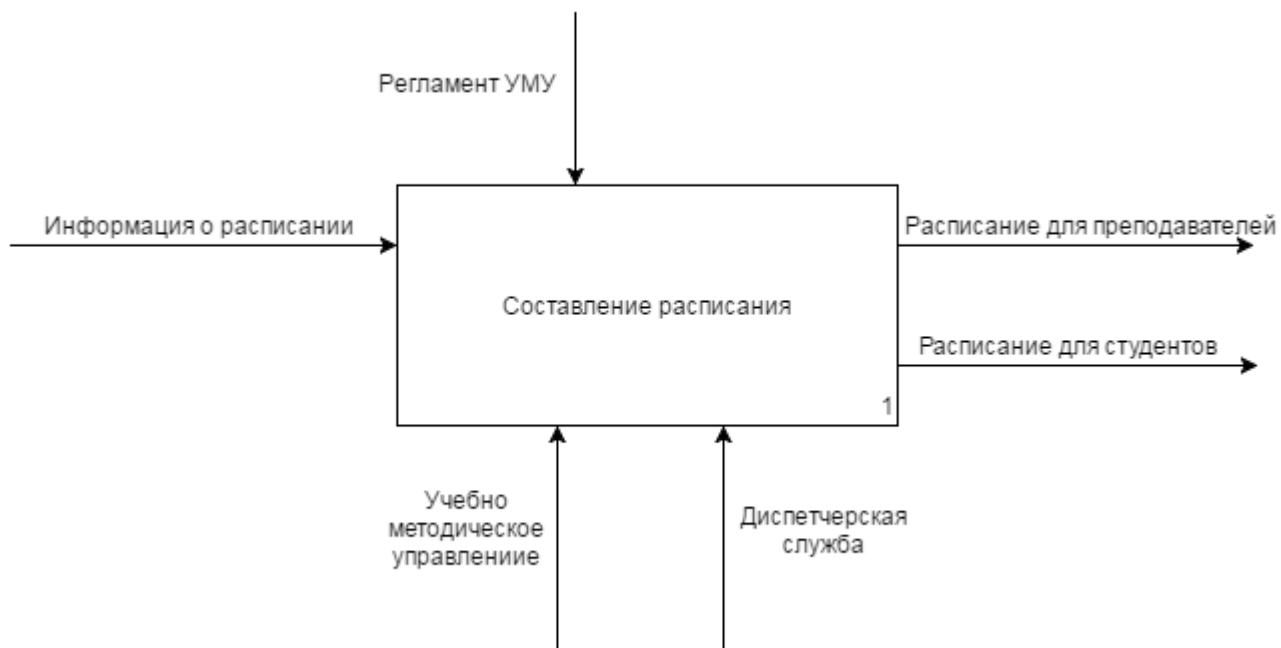 Регламент УМУ
Информация о расписании
Расписание для преподавателей
Составление расписания
Расписание для студентов
1
Учебно
методическое
управлениие
Диспетчерская
служба